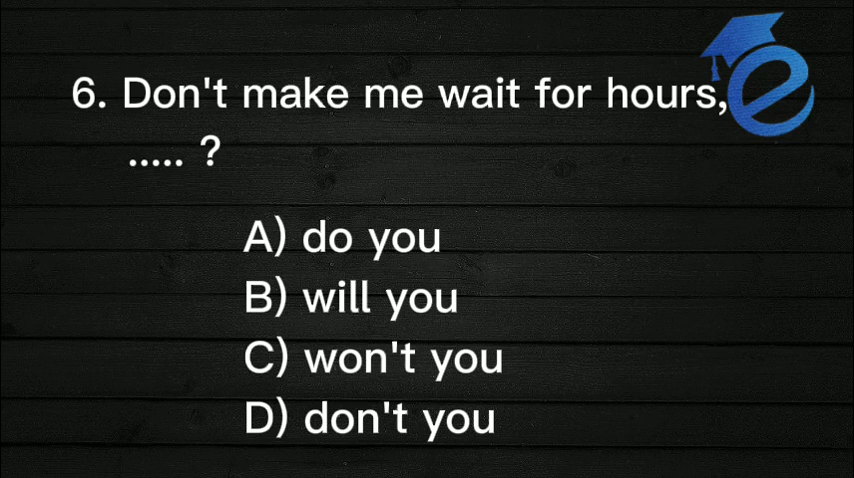 6. Don't make me wait for hours,
..... ?
A) do you
B) will you
C) won't you
D) don't you